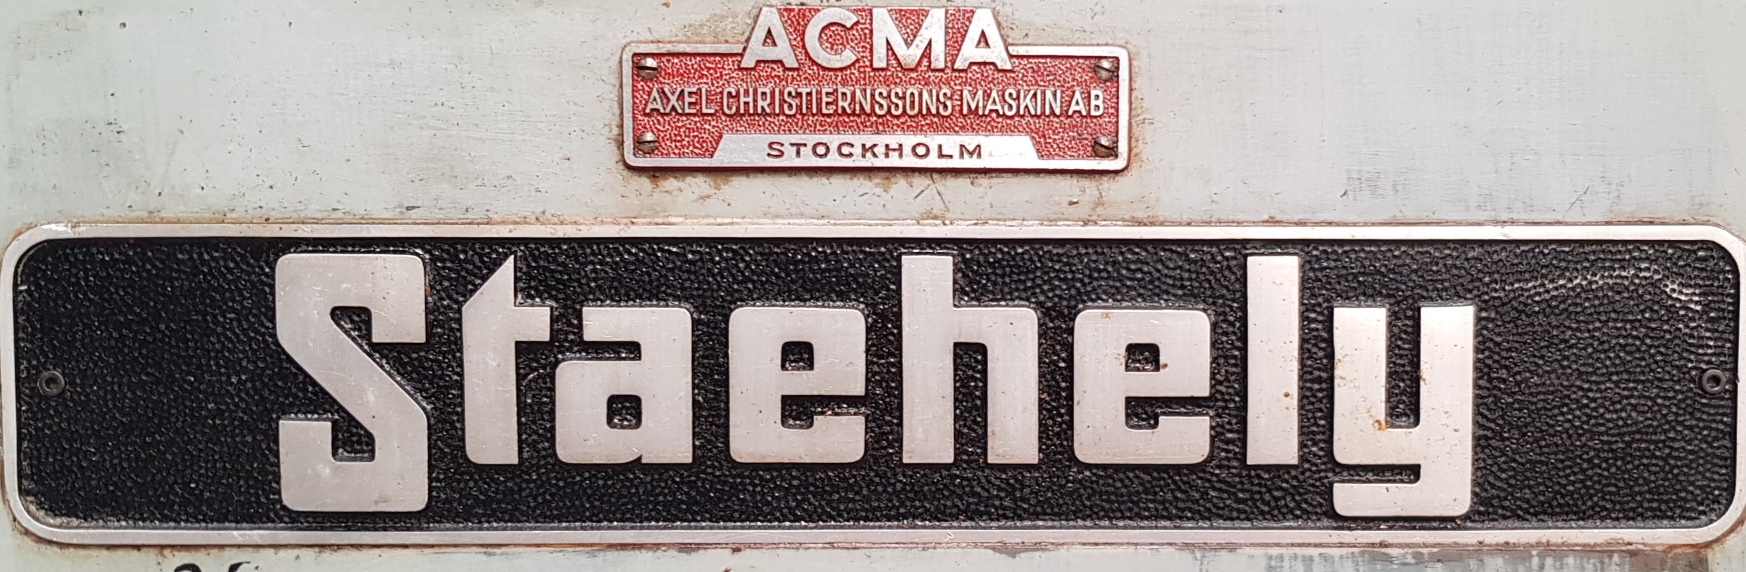 ACMA
AXEL CHRISTIERNSSONS MASKIN AB
STOCKHOLM
Staehely